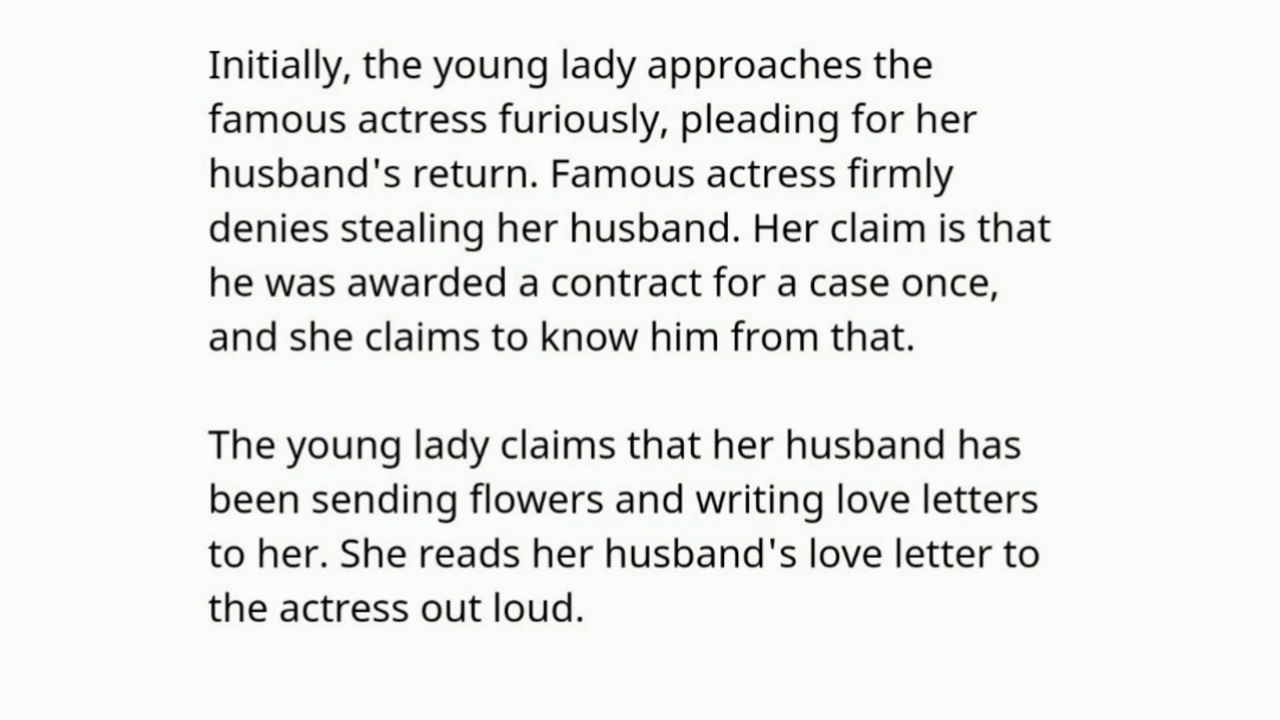 Initially, the young lady approaches the
famous actress furiously, pleading for her
husband's return. Famous actress firmly
denies stealing her husband. Her claim is that
he was awarded a contract for a case once,
and she claims to know him from that.
The young lady claims that her husband has
been sending flowers and writing love letters
to her. She reads her husband's love letter to
the actress out loud.